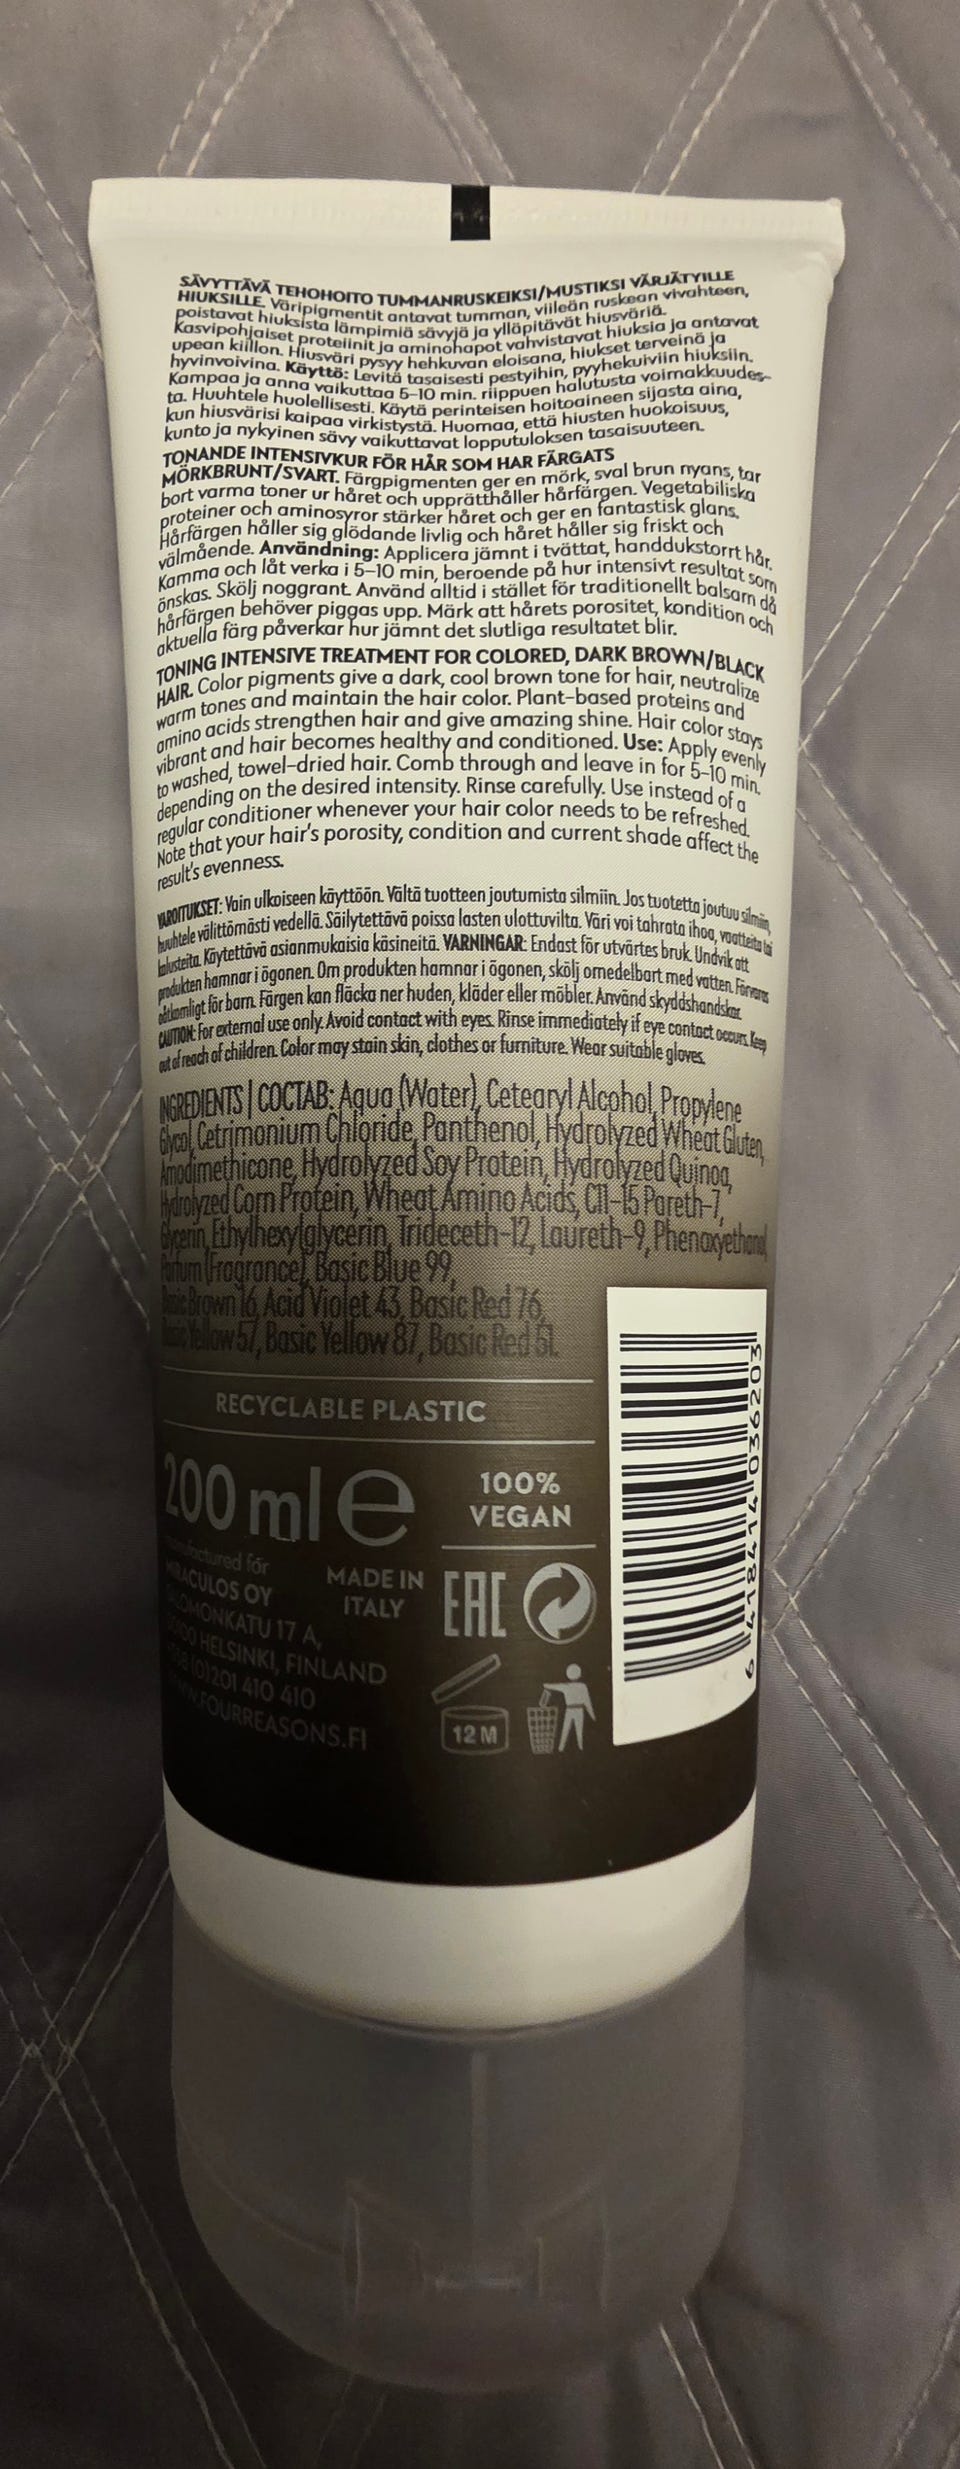 SÄVYTTÄVÄ TEHOHOITO TUMMANRUSKEIKSI/MUSTIKSI VÄRJÄTYILLE
HIUKSILLE. Väripigmentit antavat tumman, viileän ruskean vivahteen,
poistavat hiuksista lämpimiä sävyjä ja ylläpitävät hiusväriä.
Kasvipohjaiset proteiinit ja aminohapot vahvistavat hiuksia ja antavat
upean kiillon. Hiusväri pysyy hehkuvan eloisana, hiukset terveinä ja
hyvinvoivina. Käyttö: Levitä tasaisesti pestyihin, pyyhekuiviin hiuksiin.
Kampaa ja anna vaikuttaa 5-10 min. riippuen halutusta voimakkuudes-
ta. Huuhtele huolellisesti. Käytä perinteisen hoitoaineen sijasta aina,
kun hiusvärisi kaipaa virkistystä. Huomaa, että hiusten huokoisuus,
kunto ja nykyinen sävy vaikuttavat lopputuloksen tasaisuuteen.
TONANDE INTENSIVKUR FÖR HÅR SOM HAR FÄRGATS
MÖRKBRUNT/SVART. Färgpigmenten ger en mörk, sval brun nyans, tar
bort varma toner ur håret och upprätthåller hårfärgen. Vegetabiliska
proteiner och aminosyror stärker håret och ger en fantastisk glans.
Hårfärgen håller sig glödande livlig och håret håller sig friskt och
välmående. Användning: Applicera jämnt i tvättat, handdukstorrt hår.
Kamma och låt verka i 5-10 min, beroende på hur intensivt resultat som
önskas. Skölj noggrant. Använd alltid i stället för traditionellt balsam då
hårfärgen behöver piggas upp. Märk att hårets porositet, kondition och
aktuella färg påverkar hur jämnt det slutliga resultatet blir.
TONING INTENSIVE TREATMENT FOR COLORED, DARK BROWN/BLACK
HAIR. Color pigments give a dark, cool brown tone for hair, neutralize
warm tones and maintain the hair color. Plant-based proteins and
amino acids strengthen hair and give amazing shine. Hair color stays
vibrant and hair becomes healthy and conditioned. Use: Apply evenly
to washed, towel-dried hair. Comb through and leave in for 5-10 min.
depending on the desired intensity. Rinse carefully. Use instead of a
regular conditioner whenever your hair color needs to be refreshed.
Note that your hair's porosity, condition and current shade affect the
result's evenness.
VAROITUKSET: Vain ulkoiseen käyttöön. Vältä tuotteen joutumista silmiin. Jos tuotetta joutuu silmiin,
huuhtele välittömästi vedellä. Säilytettävä poissa lasten ulottuvilta. Väri voi tahrata ihoa, vaatteita tai
kalusteita. Käytettävä asianmukaisia käsineitä. VARNINGAR: Endast för utvärtes bruk. Undvik att
produkten hamnar i ögonen. Om produkten hamnar i ögonen, skölj omedelbart med vatten. Förvaras
oåtkomligt för barn. Färgen kan fläcka ner huden, kläder eller möbler. Använd skyddshandskar.
CAUTION: For external use only. Avoid contact with eyes. Rinse immediately if eye contact occurs. Keep
out of reach of children. Color may stain skin, clothes or furniture. Wear suitable gloves.
INGREDIENTS | СОСТАВ: Aqua (Water), Cetearyl Alcohol, Propylene
Glycol, Cetrimonium Chloride, Panthenol, Hydrolyzed Wheat Gluten,
Amodimethicone, Hydrolyzed Soy Protein, Hydrolyzed Quinoa,
Hydrolyzed Corn Protein, Wheat Amino Acids, C11-15 Pareth-7,
Glycerin, Ethylhexylglycerin, Trideceth-12, Laureth-9, Phenoxyethanol,
Parfum (Fragrance), Basic Blue 99,
Basic Brown 16, Acid Violet 43, Basic Red 76,
Basic Yellow 57, Basic Yellow 87, Basic Red 51.
RECYCLABLE PLASTIC
200 ml e
100%
VEGAN
manufactured for
MIRACULOS OY
SALOMONKATU 17 A,
00100 HELSINKI, FINLAND
(0)201 410 410
WWW.FOURREASONS.FI
MADE IN
ITALY
EAC
12 M
6 418414 036203